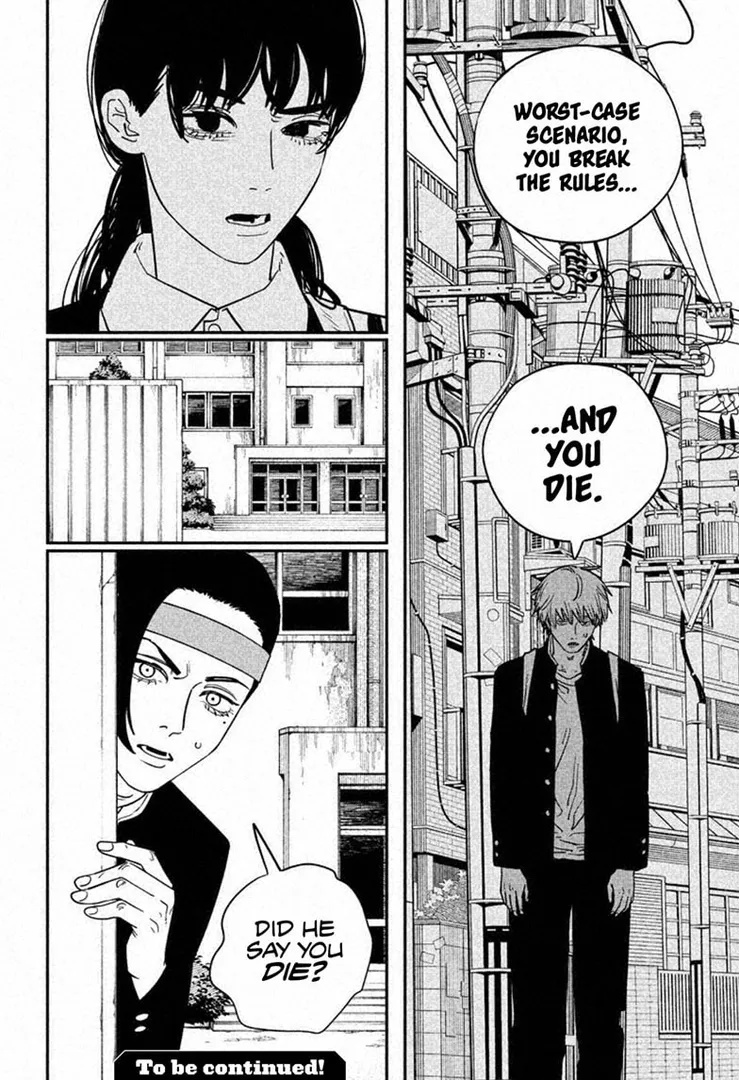 WORST-CASE
SCENARIO,
YOU BREAK
THE RULES...
...AND
YOU
DIE.
DID HE
SAY YOU
DIE?
To be continued!